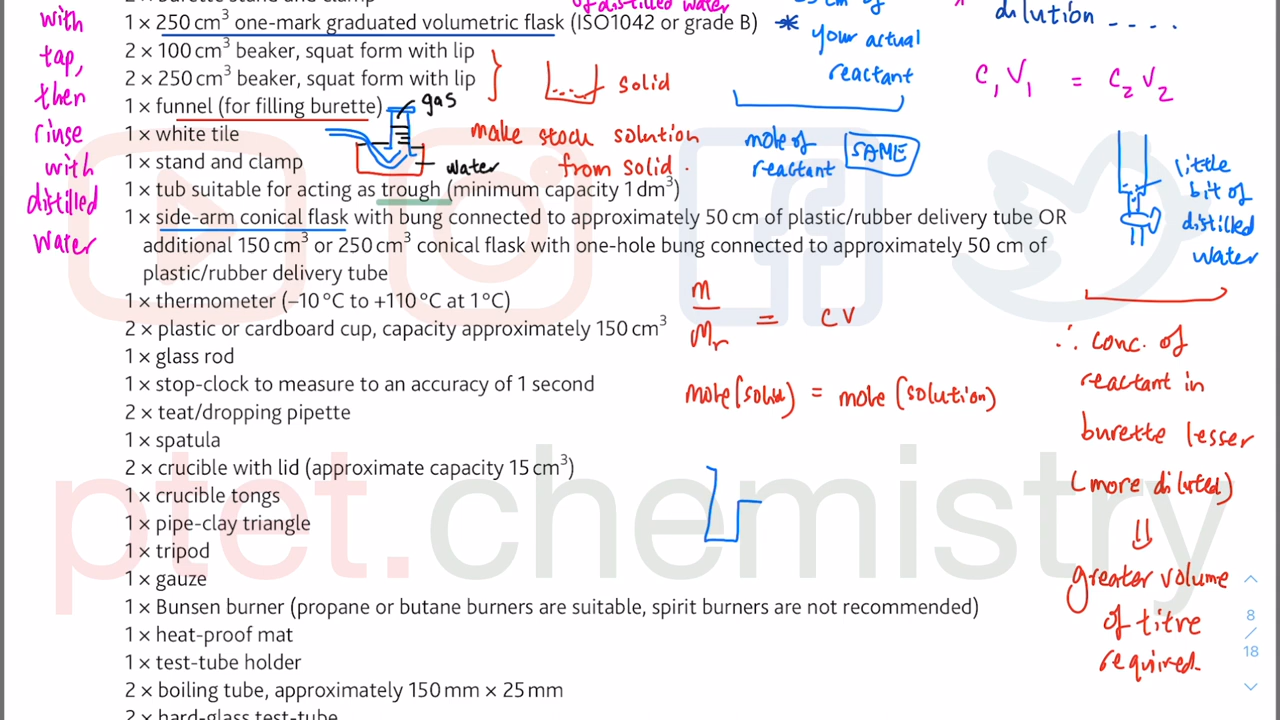 with
tap,
then
rinse
with
distilled
water
of distilled water
your actual
reactant
dilution ----.
1 × 250 cm³ one-mark graduated volumetric flask (ISO1042 or grade B) *
2 × 100 cm³ beaker, squat form with lip
2 × 250 cm³ beaker, squat form with lip
solid
C₁V₁ = C₂V₂
1 × funnel (for filling burette)
gas
1 × white tile
make stock solution
from solid.
mole of
reactant
SAME
1 × stand and clamp
water
little
bit of
distilled
water
1 × tub suitable for acting as trough (minimum capacity 1 dm³)
1 × side-arm conical flask with bung connected to approximately 50 cm of plastic/rubber delivery tube OR
additional 150 cm³ or 250 cm³ conical flask with one-hole bung connected to approximately 50 cm of
plastic/rubber delivery tube
1 × thermometer (–10 °C to +110 °C at 1 °C)
2 × plastic or cardboard cup, capacity approximately 150 cm³
m
Mr
= CV
1 × glass rod
1 × stop-clock to measure to an accuracy of 1 second
mole (solid) = mole (solution)
2 × teat/dropping pipette
1 × spatula
2 × crucible with lid (approximate capacity 15 cm³)
1 × crucible tongs
1 × pipe-clay triangle
1 × tripod
1 × gauze
1 × Bunsen burner (propane or butane burners are suitable, spirit burners are not recommended)
1 × heat-proof mat
1 × test-tube holder
2 × boiling tube, approximately 150 mm × 25 mm
2 × hard-glass test-tube
∴ conc. of
reactant in
burette lesser
(more diluted)
greater volume
of titre
required.
8
/
18
ptet.chemistry